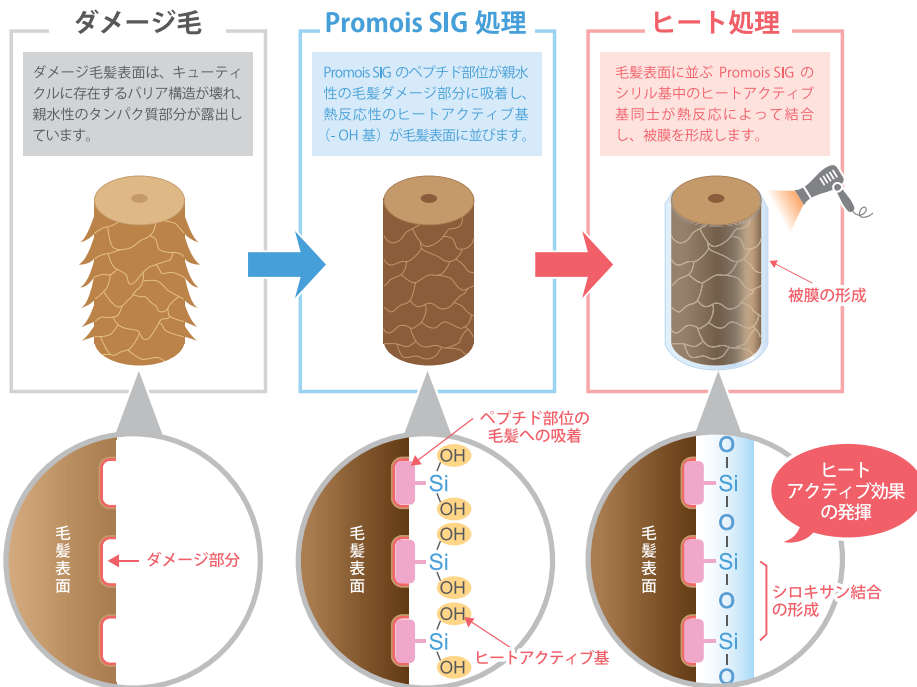 ダメージ毛
ダメージ毛髪表面は、キューティ
クルに存在するバリア構造が壊れ、
親水性のタンパク質部分が露出し
ています。
Promois SIG 処理
Promois SIG のペプチド部位が親水
性の毛髪ダメージ部分に吸着し、
熱反応性のヒートアクティブ基
（- OH 基）が毛髪表面に並びます。
ヒート処理
毛髪表面に並ぶ Promois SIG の
シリル基中のヒートアクティブ
基同士が熱反応によって結合
し、被膜を形成します。
被膜の形成
毛髪表面
ダメージ部分
ペプチド部位の
毛髪への吸着
毛髪表面
OH
Si
OH
OH
Si
OH
OH
Si
OH
ヒートアクティブ基
毛髪表面
O
Si
O
Si
O
Si
O
ヒート
アクティブ効果
の発揮
シロキサン結合
の形成